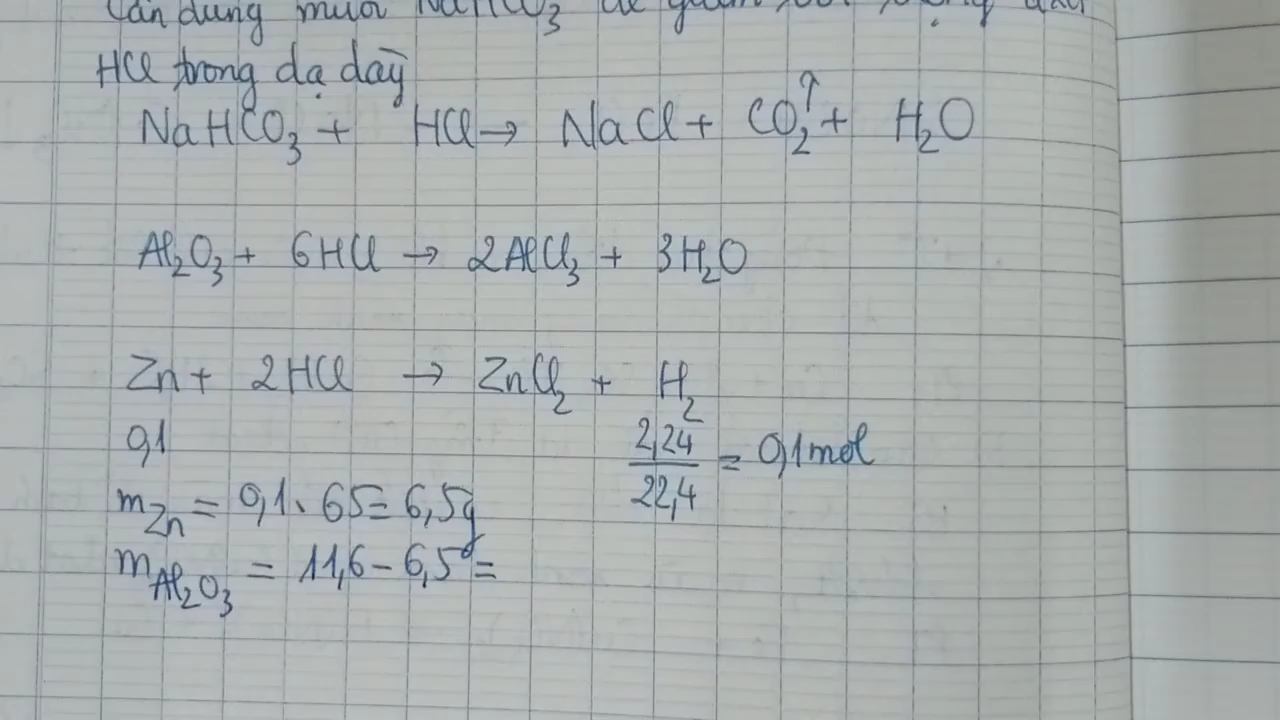 Cần dùng muối NaHCO3
HCl trong dạ dày
NaHCO3 + HCl → NaCl + CO2↑ + H2O
Al2O3 + 6HCl → 2AlCl3 + 3H2O
Zn + 2HCl → ZnCl2 + H2
0,1 2,24/22,4 = 0,1mol
mZn = 0,1. 65 = 6,5g
mAl2O3 = 11,6 - 6,5 =